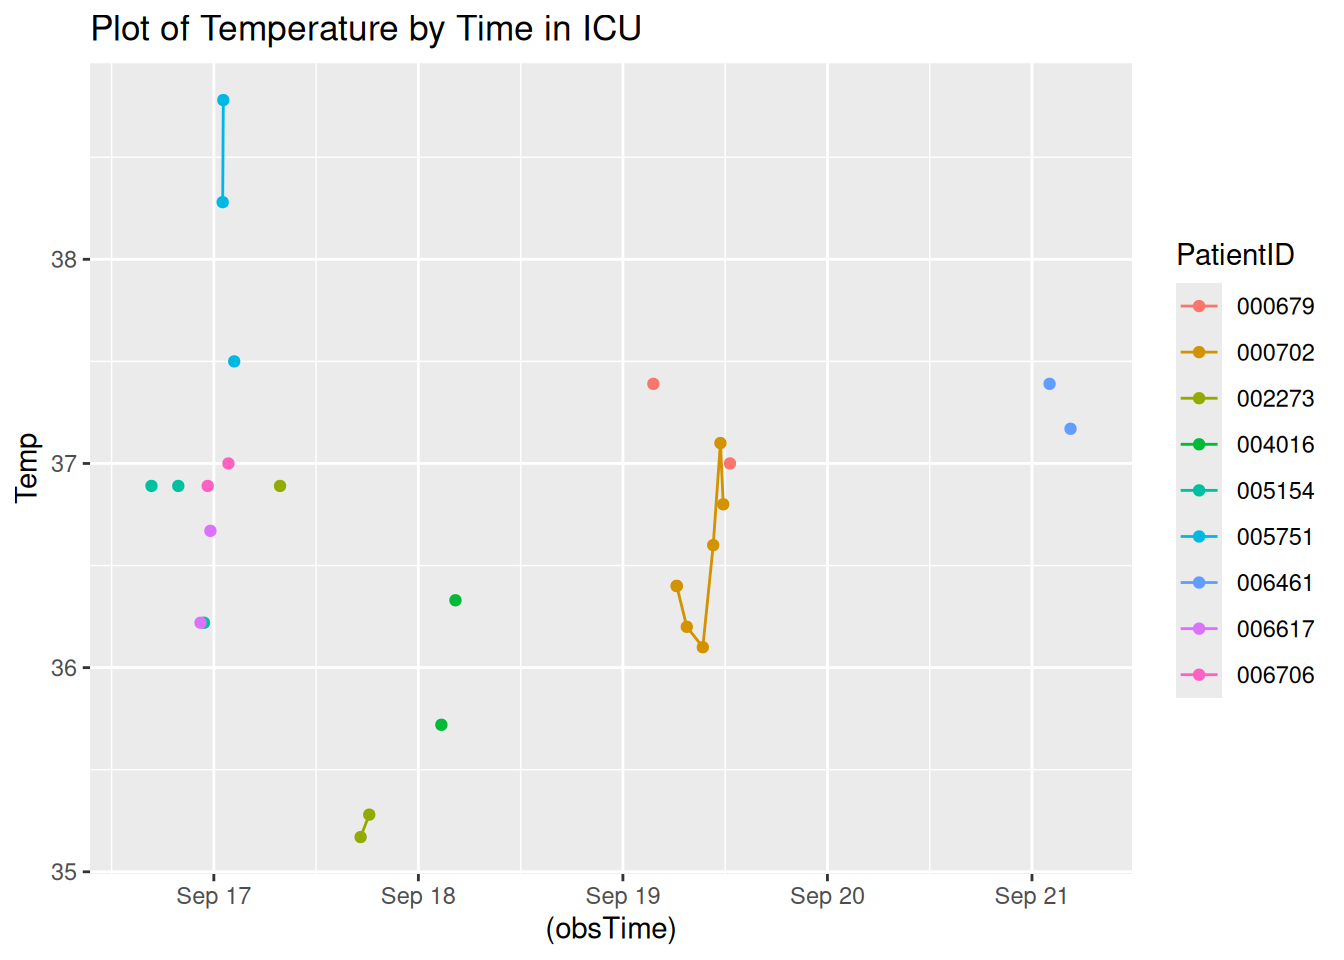 Plot of Temperature by Time in ICU
Temp
38
37
36
35
Sep 17 Sep 18 Sep 19 Sep 20 Sep 21
(obsTime)
PatientID
000679
000702
002273
004016
005154
005751
006461
006617
006706